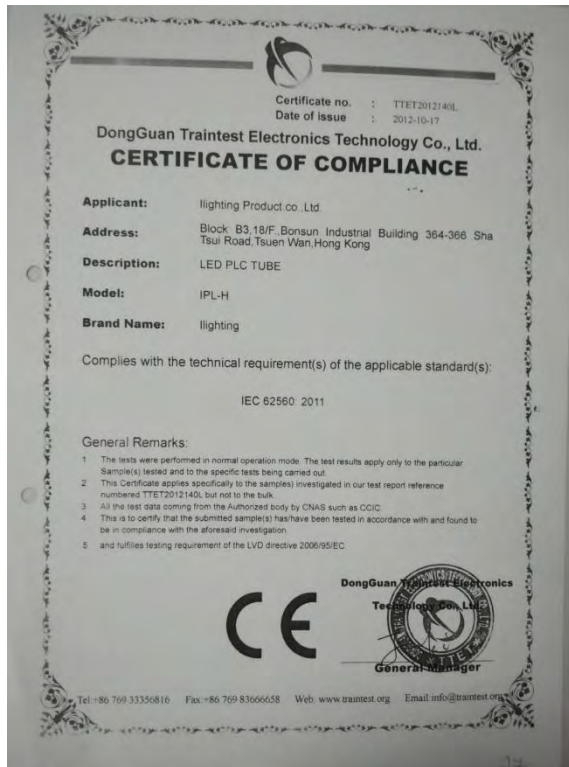 Certificate no. : TTET2012140L
Date of issue : 2012-10-17
DongGuan Traintest Electronics Technology Co., Ltd.
CERTIFICATE OF COMPLIANCE
Applicant: Ilighting Product.co.,Ltd.
Address: Block B3,18/F.,Bonsun Industrial Building 364-366 Sha
Tsui Road,Tsuen Wan,Hong Kong
Description: LED PLC TUBE
Model: IPL-H
Brand Name: Ilighting
Complies with the technical requirement(s) of the applicable standard(s):
IEC 62560: 2011
General Remarks:
1 The tests were performed in normal operation mode. The test results apply only to the particular
Sample(s) tested and to the specific tests being carried out.
2 This Certificate applies specifically to the samples) investigated in our test report reference
numbered TTET2012140L but not to the bulk.
3 All the test data coming from the Authorized body by CNAS such as CCIC
4 This is to certify that the submitted sample(s) has/have been tested in accordance with and found to
be in compliance with the aforesaid investigation.
5 and fulfilles testing requirement of the LVD directive 2006/95/EC.
CE
DongGuan Traintest Electronics
Technology Co., Ltd.
TTET
General Manager
Tel:+86 769 33356816 Fax:+86 769 83666658 Web: www.traintest.org Email:info@traintest.org